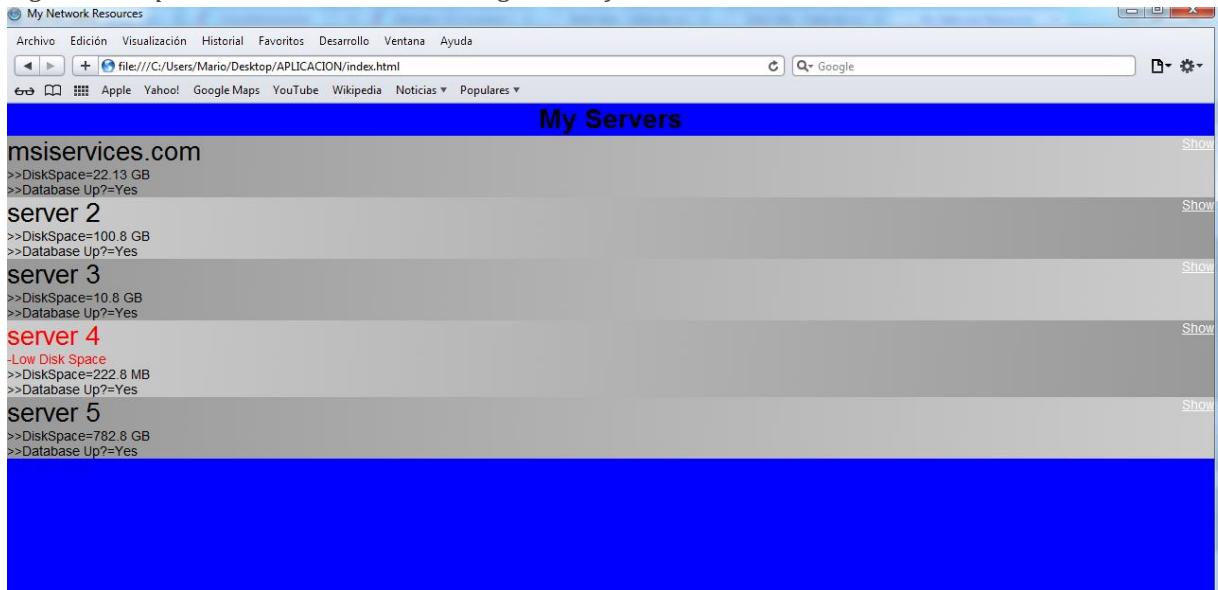 My Network Resources
Archivo Edición Visualización Historial Favoritos Desarrollo Ventana Ayuda
file:///C:/Users/Mario/Desktop/APLICACION/index.html
Google
Apple Yahoo! Google Maps YouTube Wikipedia Noticias Populares
My Servers
msiservices.com
Show
>>DiskSpace=22.13 GB
>>Database Up?=Yes
server 2
Show
>>DiskSpace=100.8 GB
>>Database Up?=Yes
server 3
Show
>>DiskSpace=10.8 GB
>>Database Up?=Yes
server 4
Show
-Low Disk Space
>>DiskSpace=222.8 MB
>>Database Up?=Yes
server 5
Show
>>DiskSpace=782.8 GB
>>Database Up?=Yes